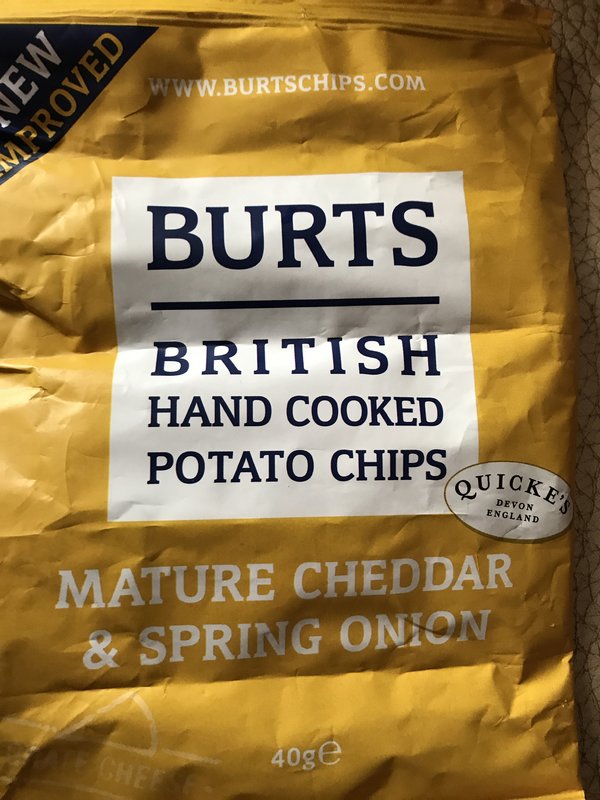 NEW
IMPROVED
WWW.BURTSCHIPS.COM
BURTS
BRITISH
HAND COOKED
POTATO CHIPS
QUICKE'S
DEVON
ENGLAND
MATURE CHEDDAR
& SPRING ONION
CHEESE
40g℮